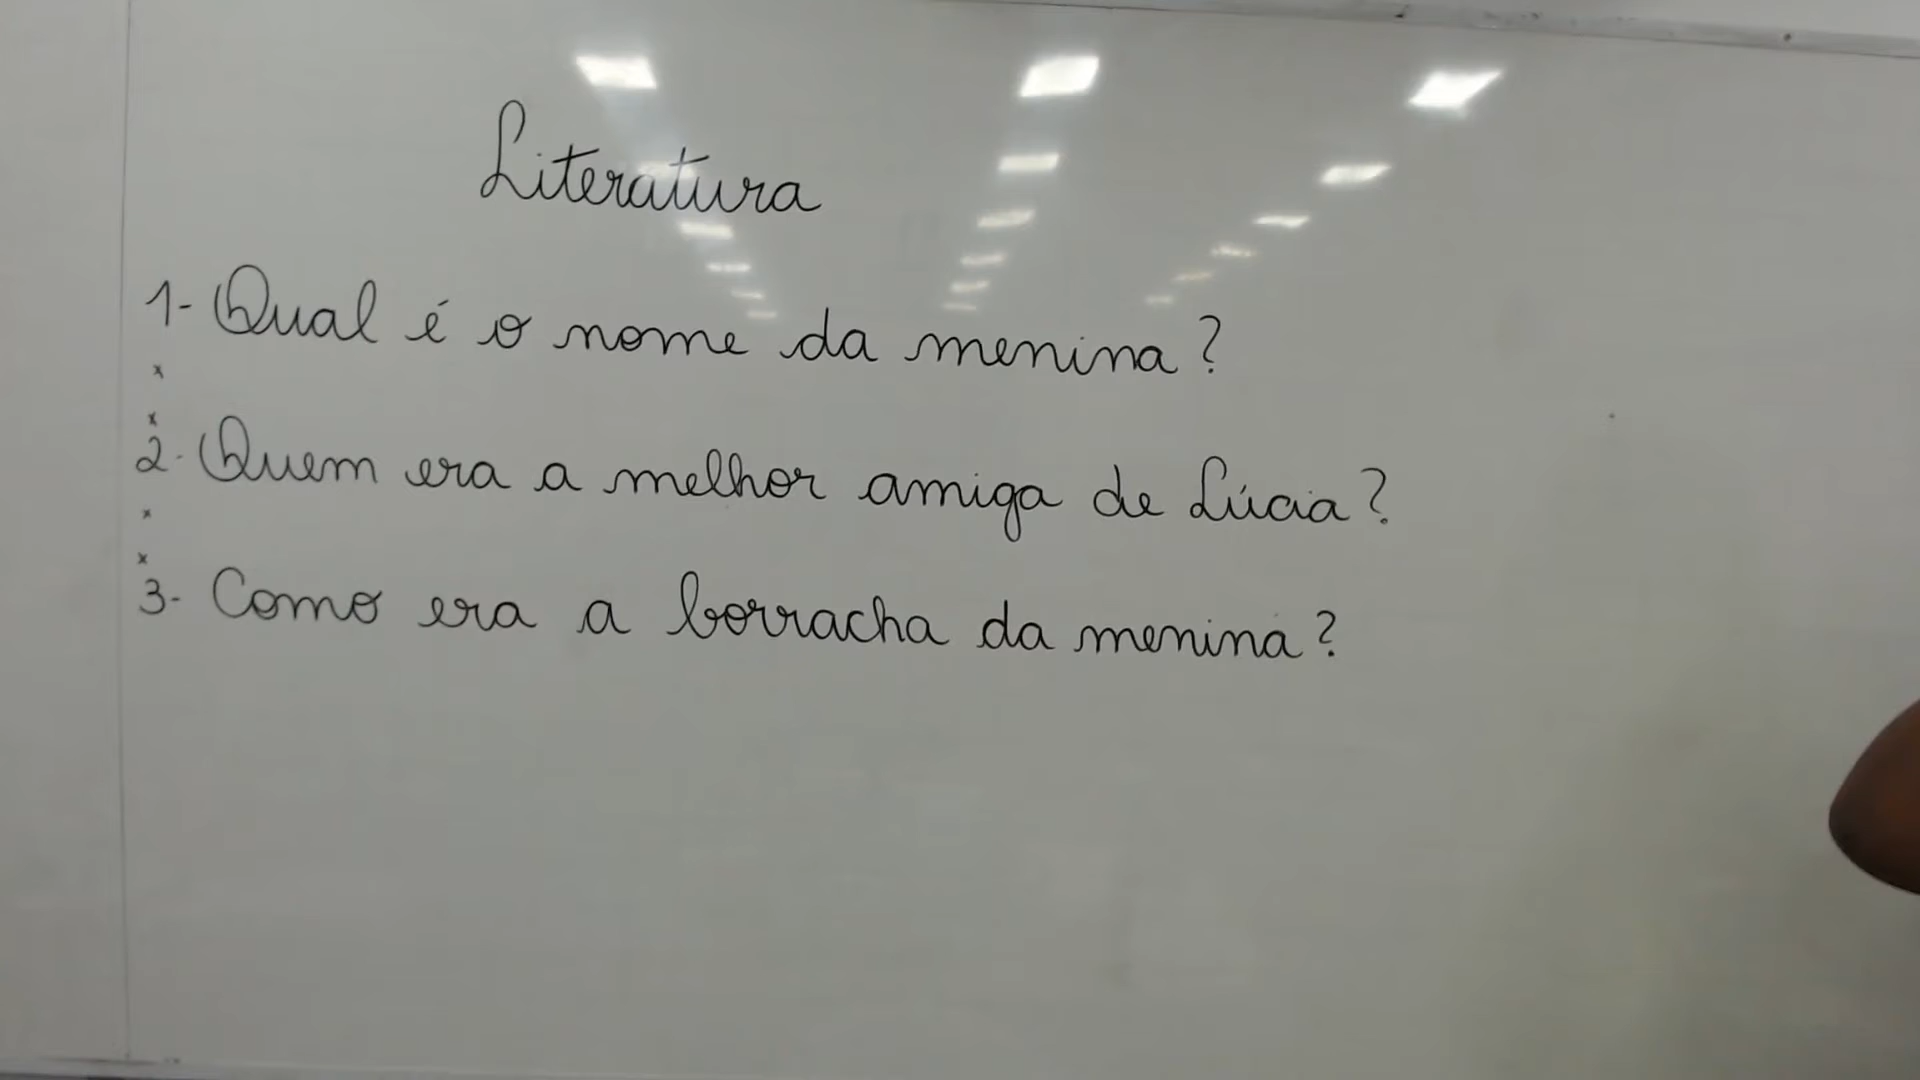 Literatura
1- Qual é o nome da menina?
x
x
2- Quem era a melhor amiga de Lúcia?
x
x
3- Como era a borracha da menina?